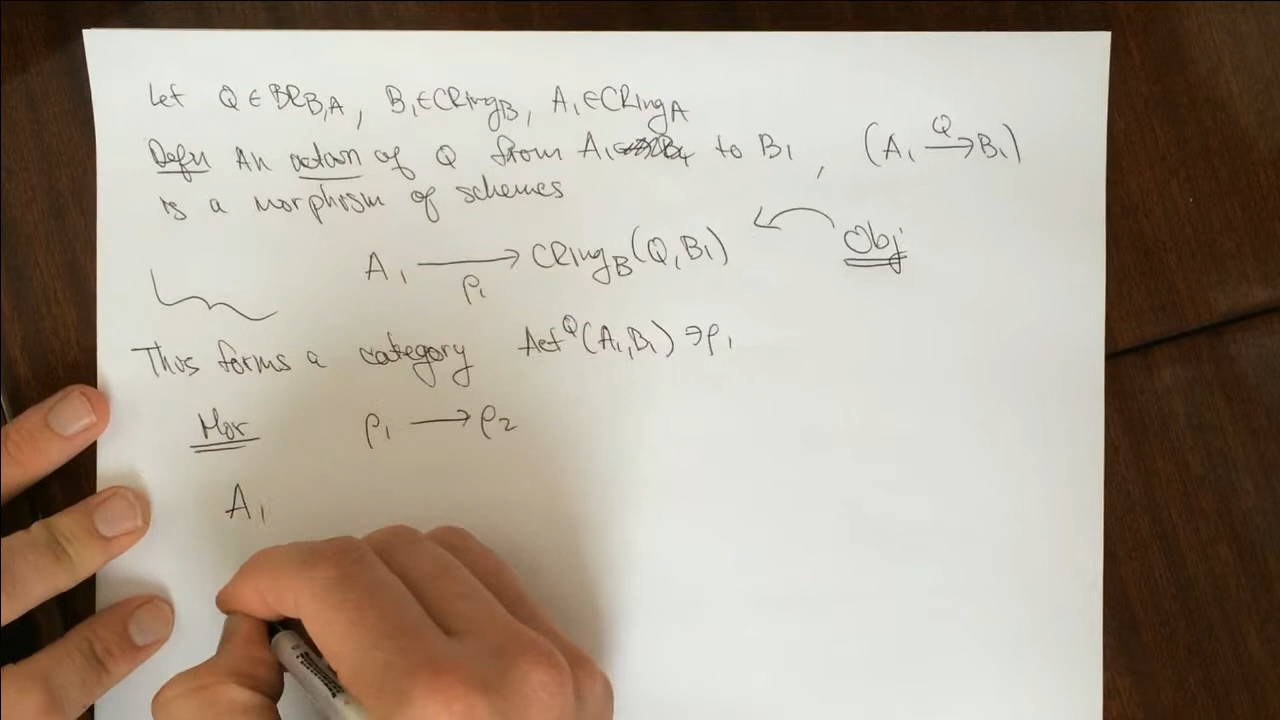 Let Q ∈ BR_{B,A}, B₁ ∈ CRing_B, A₁ ∈ CRing_A
Defn An action of Q from A₁ to B₁, (A₁ →^Q B₁)
is a morphism of schemes
A₁ →_{ρ₁} CRing_B(Q, B₁) Obj
This forms a category Act^Q(A₁, B₁) ∋ ρ₁
Mor ρ₁ → ρ₂
A₁